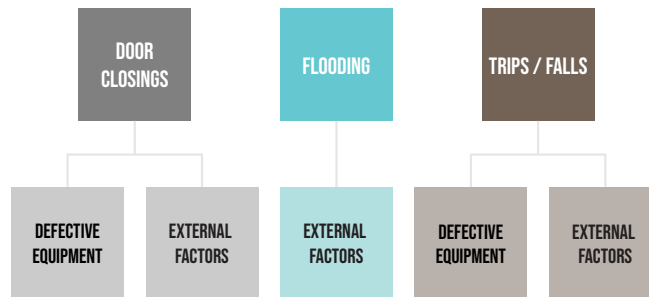 DOOR
CLOSINGS
FLOODING
TRIPS / FALLS
DEFECTIVE
EQUIPMENT
EXTERNAL
FACTORS
EXTERNAL
FACTORS
DEFECTIVE
EQUIPMENT
EXTERNAL
FACTORS